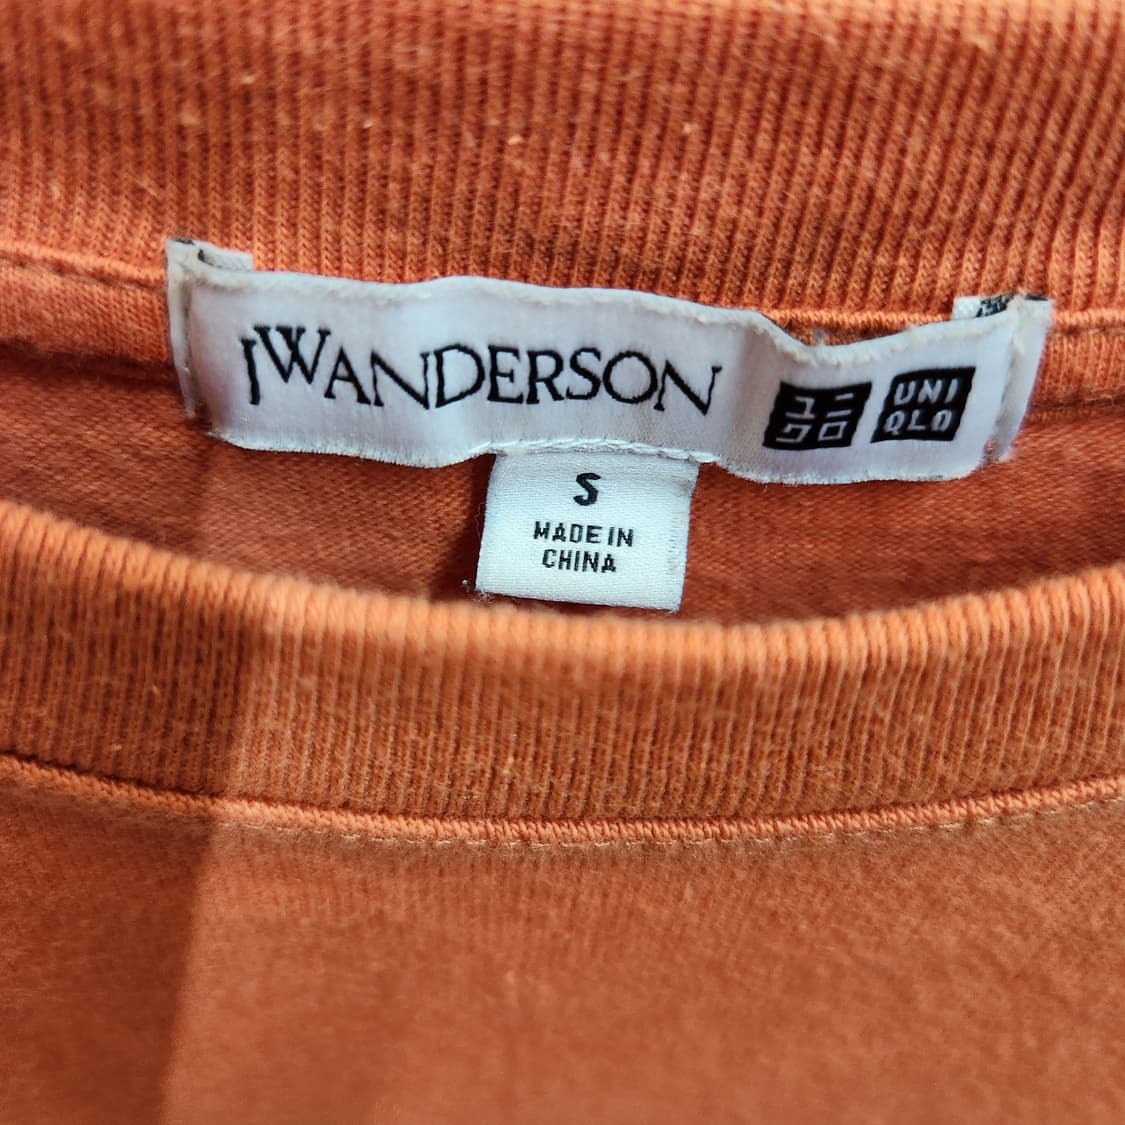 JWANDERSON
ユニ
クロ
UNI
QLO
S
MADE IN
CHINA